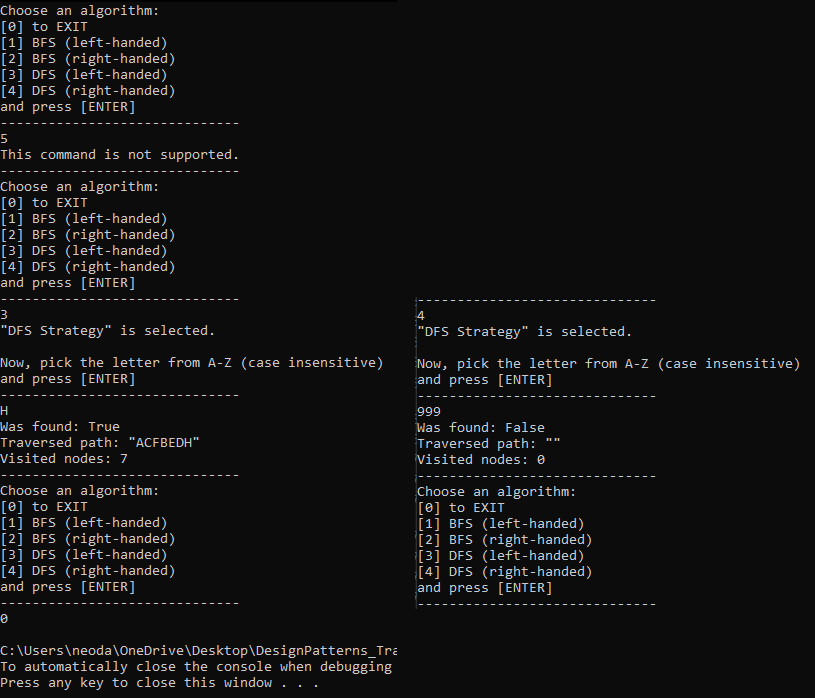 Choose an algorithm:
[0] to EXIT
[1] BFS (left-handed)
[2] BFS (right-handed)
[3] DFS (left-handed)
[4] DFS (right-handed)
and press [ENTER]
------------------------------
5
This command is not supported.
------------------------------
Choose an algorithm:
[0] to EXIT
[1] BFS (left-handed)
[2] BFS (right-handed)
[3] DFS (left-handed)
[4] DFS (right-handed)
and press [ENTER]
------------------------------
3
"DFS Strategy" is selected.
Now, pick the letter from A-Z (case insensitive)
and press [ENTER]
------------------------------
H
Was found: True
Traversed path: "ACFBEDH"
Visited nodes: 7
------------------------------
Choose an algorithm:
[0] to EXIT
[1] BFS (left-handed)
[2] BFS (right-handed)
[3] DFS (left-handed)
[4] DFS (right-handed)
and press [ENTER]
------------------------------
0
C:\Users\neoda\OneDrive\Desktop\DesignPatterns_Tra
To automatically close the console when debugging
Press any key to close this window . . .
------------------------------
4
"DFS Strategy" is selected.
Now, pick the letter from A-Z (case insensitive)
and press [ENTER]
------------------------------
999
Was found: False
Traversed path: ""
Visited nodes: 0
------------------------------
Choose an algorithm:
[0] to EXIT
[1] BFS (left-handed)
[2] BFS (right-handed)
[3] DFS (left-handed)
[4] DFS (right-handed)
and press [ENTER]
------------------------------